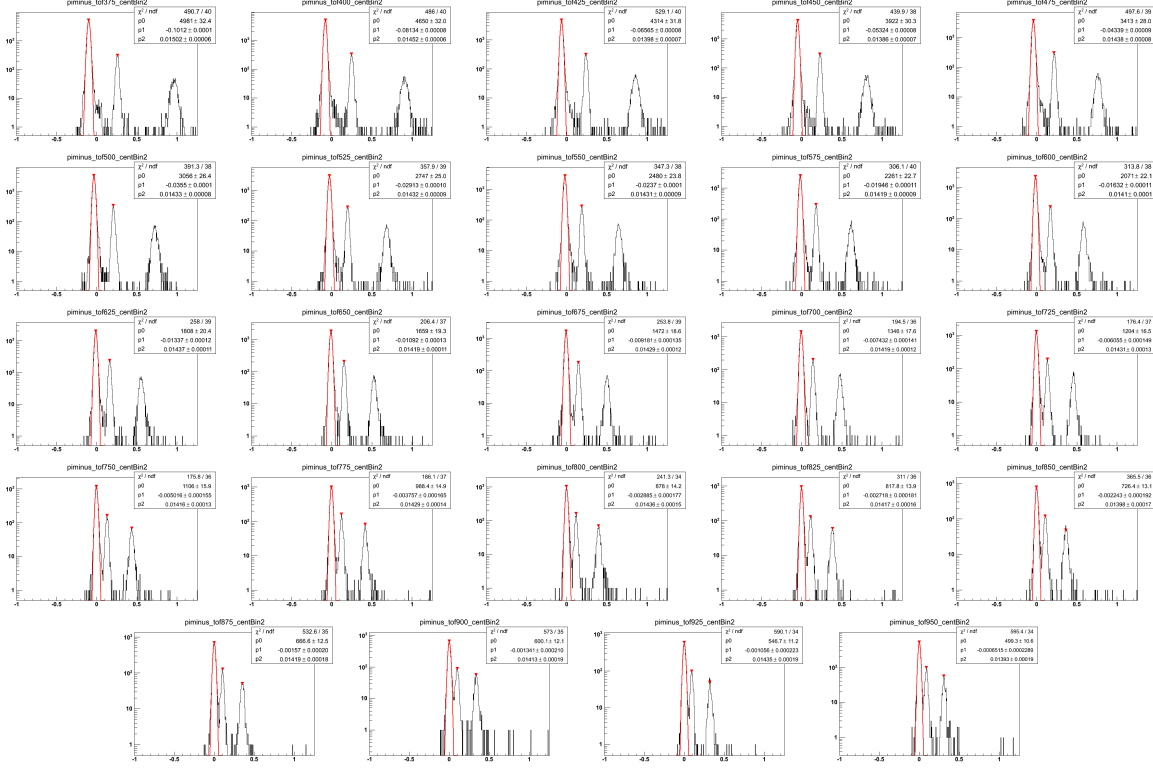 piminus_tof375_centBin2
χ² / ndf 490.7 / 40
p0 4981 ± 32.4
p1 -0.1012 ± 0.0001
p2 0.01502 ± 0.00006
piminus_tof400_centBin2
χ² / ndf 486 / 40
p0 4650 ± 32.0
p1 -0.08134 ± 0.00008
p2 0.01452 ± 0.00006
piminus_tof425_centBin2
χ² / ndf 529.1 / 40
p0 4314 ± 31.8
p1 -0.06565 ± 0.00008
p2 0.01398 ± 0.00007
piminus_tof450_centBin2
χ² / ndf 439.9 / 38
p0 3922 ± 30.3
p1 -0.05324 ± 0.00008
p2 0.01386 ± 0.00007
piminus_tof475_centBin2
χ² / ndf 497.6 / 39
p0 3413 ± 28.0
p1 -0.04339 ± 0.00009
p2 0.01438 ± 0.00008
piminus_tof500_centBin2
χ² / ndf 391.3 / 38
p0 3056 ± 26.4
p1 -0.0355 ± 0.0001
p2 0.01433 ± 0.00008
piminus_tof525_centBin2
χ² / ndf 357.9 / 39
p0 2747 ± 25.0
p1 -0.02913 ± 0.00010
p2 0.01432 ± 0.00009
piminus_tof550_centBin2
χ² / ndf 347.3 / 38
p0 2480 ± 23.8
p1 -0.0237 ± 0.0001
p2 0.01431 ± 0.00009
piminus_tof575_centBin2
χ² / ndf 306.1 / 40
p0 2261 ± 22.7
p1 -0.01946 ± 0.00011
p2 0.01419 ± 0.00009
piminus_tof600_centBin2
χ² / ndf 313.8 / 38
p0 2071 ± 22.1
p1 -0.01632 ± 0.00011
p2 0.0141 ± 0.0001
piminus_tof625_centBin2
χ² / ndf 258 / 39
p0 1808 ± 20.4
p1 -0.01337 ± 0.00012
p2 0.01437 ± 0.00011
piminus_tof650_centBin2
χ² / ndf 206.4 / 37
p0 1659 ± 19.3
p1 -0.01092 ± 0.00013
p2 0.01419 ± 0.00011
piminus_tof675_centBin2
χ² / ndf 253.8 / 39
p0 1472 ± 18.6
p1 -0.009181 ± 0.000135
p2 0.01429 ± 0.00012
piminus_tof700_centBin2
χ² / ndf 194.5 / 36
p0 1346 ± 17.6
p1 -0.007432 ± 0.000141
p2 0.01419 ± 0.00012
piminus_tof725_centBin2
χ² / ndf 176.4 / 37
p0 1204 ± 16.5
p1 -0.006055 ± 0.000149
p2 0.01431 ± 0.00013
piminus_tof750_centBin2
χ² / ndf 175.8 / 36
p0 1106 ± 15.9
p1 -0.005016 ± 0.000155
p2 0.01416 ± 0.00013
piminus_tof775_centBin2
χ² / ndf 186.1 / 37
p0 988.4 ± 14.9
p1 -0.003757 ± 0.000165
p2 0.01429 ± 0.00014
piminus_tof800_centBin2
χ² / ndf 241.3 / 34
p0 878 ± 14.2
p1 -0.002885 ± 0.000177
p2 0.01436 ± 0.00015
piminus_tof825_centBin2
χ² / ndf 311 / 36
p0 817.8 ± 13.9
p1 -0.002718 ± 0.000181
p2 0.01417 ± 0.00016
piminus_tof850_centBin2
χ² / ndf 385.5 / 36
p0 726.4 ± 13.1
p1 -0.002243 ± 0.000192
p2 0.01398 ± 0.00017
piminus_tof875_centBin2
χ² / ndf 532.6 / 35
p0 666.6 ± 12.5
p1 -0.00157 ± 0.00020
p2 0.01419 ± 0.00018
piminus_tof900_centBin2
χ² / ndf 573 / 35
p0 600.1 ± 12.1
p1 -0.001341 ± 0.000210
p2 0.01413 ± 0.00019
piminus_tof925_centBin2
χ² / ndf 590.1 / 34
p0 546.7 ± 11.2
p1 -0.001056 ± 0.000223
p2 0.01435 ± 0.00019
piminus_tof950_centBin2
χ² / ndf 595.4 / 34
p0 499.3 ± 10.6
p1 -0.0006515 ± 0.0002289
p2 0.01393 ± 0.00019